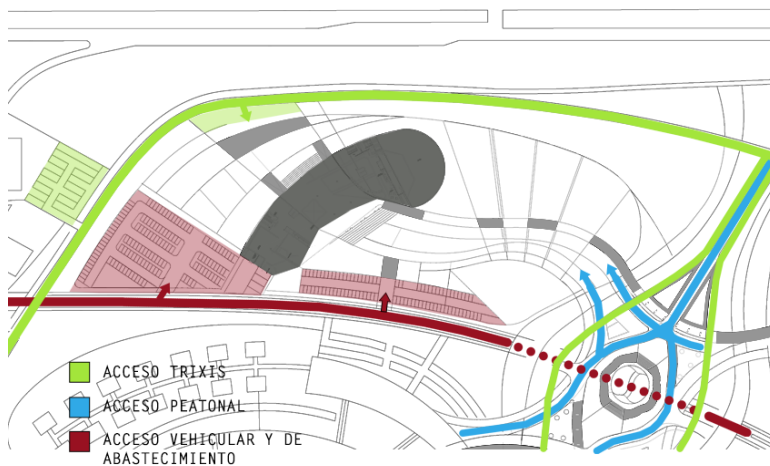 ACCESO TRIXIS
ACCESO PEATONAL
ACCESO VEHICULAR Y DE
ABASTECIMIENTO